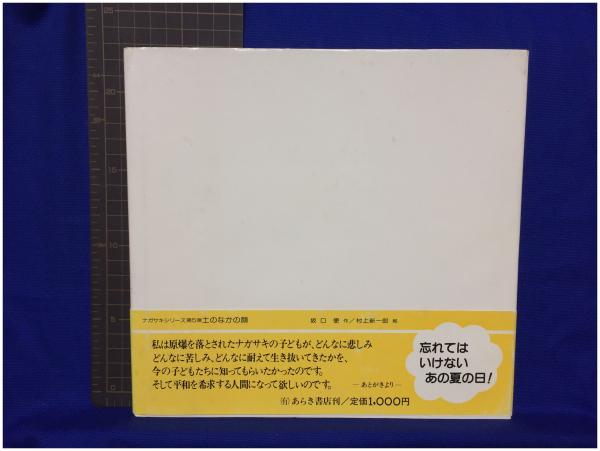 25
ナガサキシリーズ第5集土のなかの顔
坂口 便 作／村上新一郎 絵
私は原爆を落とされたナガサキの子どもが、どんなに悲しみ
どんなに苦しみ、どんなに耐えて生き抜いてきたかを、
今の子どもたちに知ってもらいたかったのです。
そして平和を希求する人間になって欲しいのです。
—あとがきより—
忘れては
いけない
あの夏の日！
㈲あらき書店刊／定価1,000円